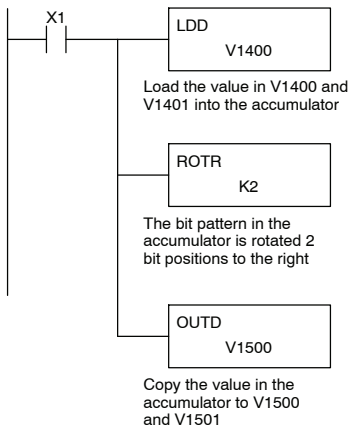 X1
LDD
V1400
Load the value in V1400 and
V1401 into the accumulator
ROTR
K2
The bit pattern in the
accumulator is rotated 2
bit positions to the right
OUTD
V1500
Copy the value in the
accumulator to V1500
and V1501